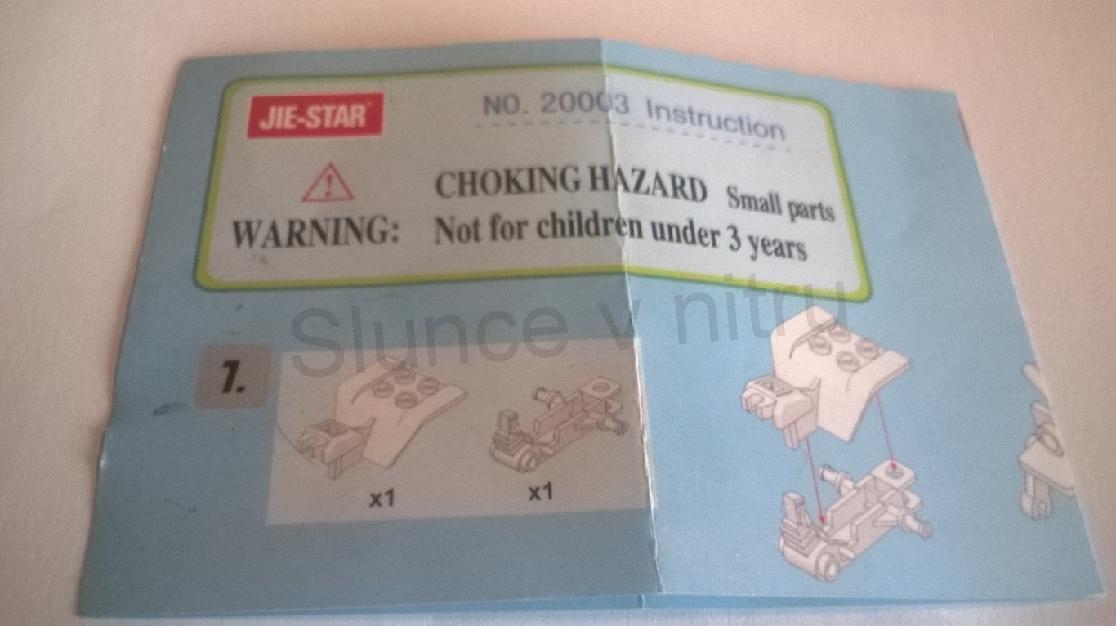 JIE-STAR
NO. 20003 Instruction
CHOKING HAZARD Small parts
WARNING: Not for children under 3 years
Slunce v nitru
7.
x1
x1